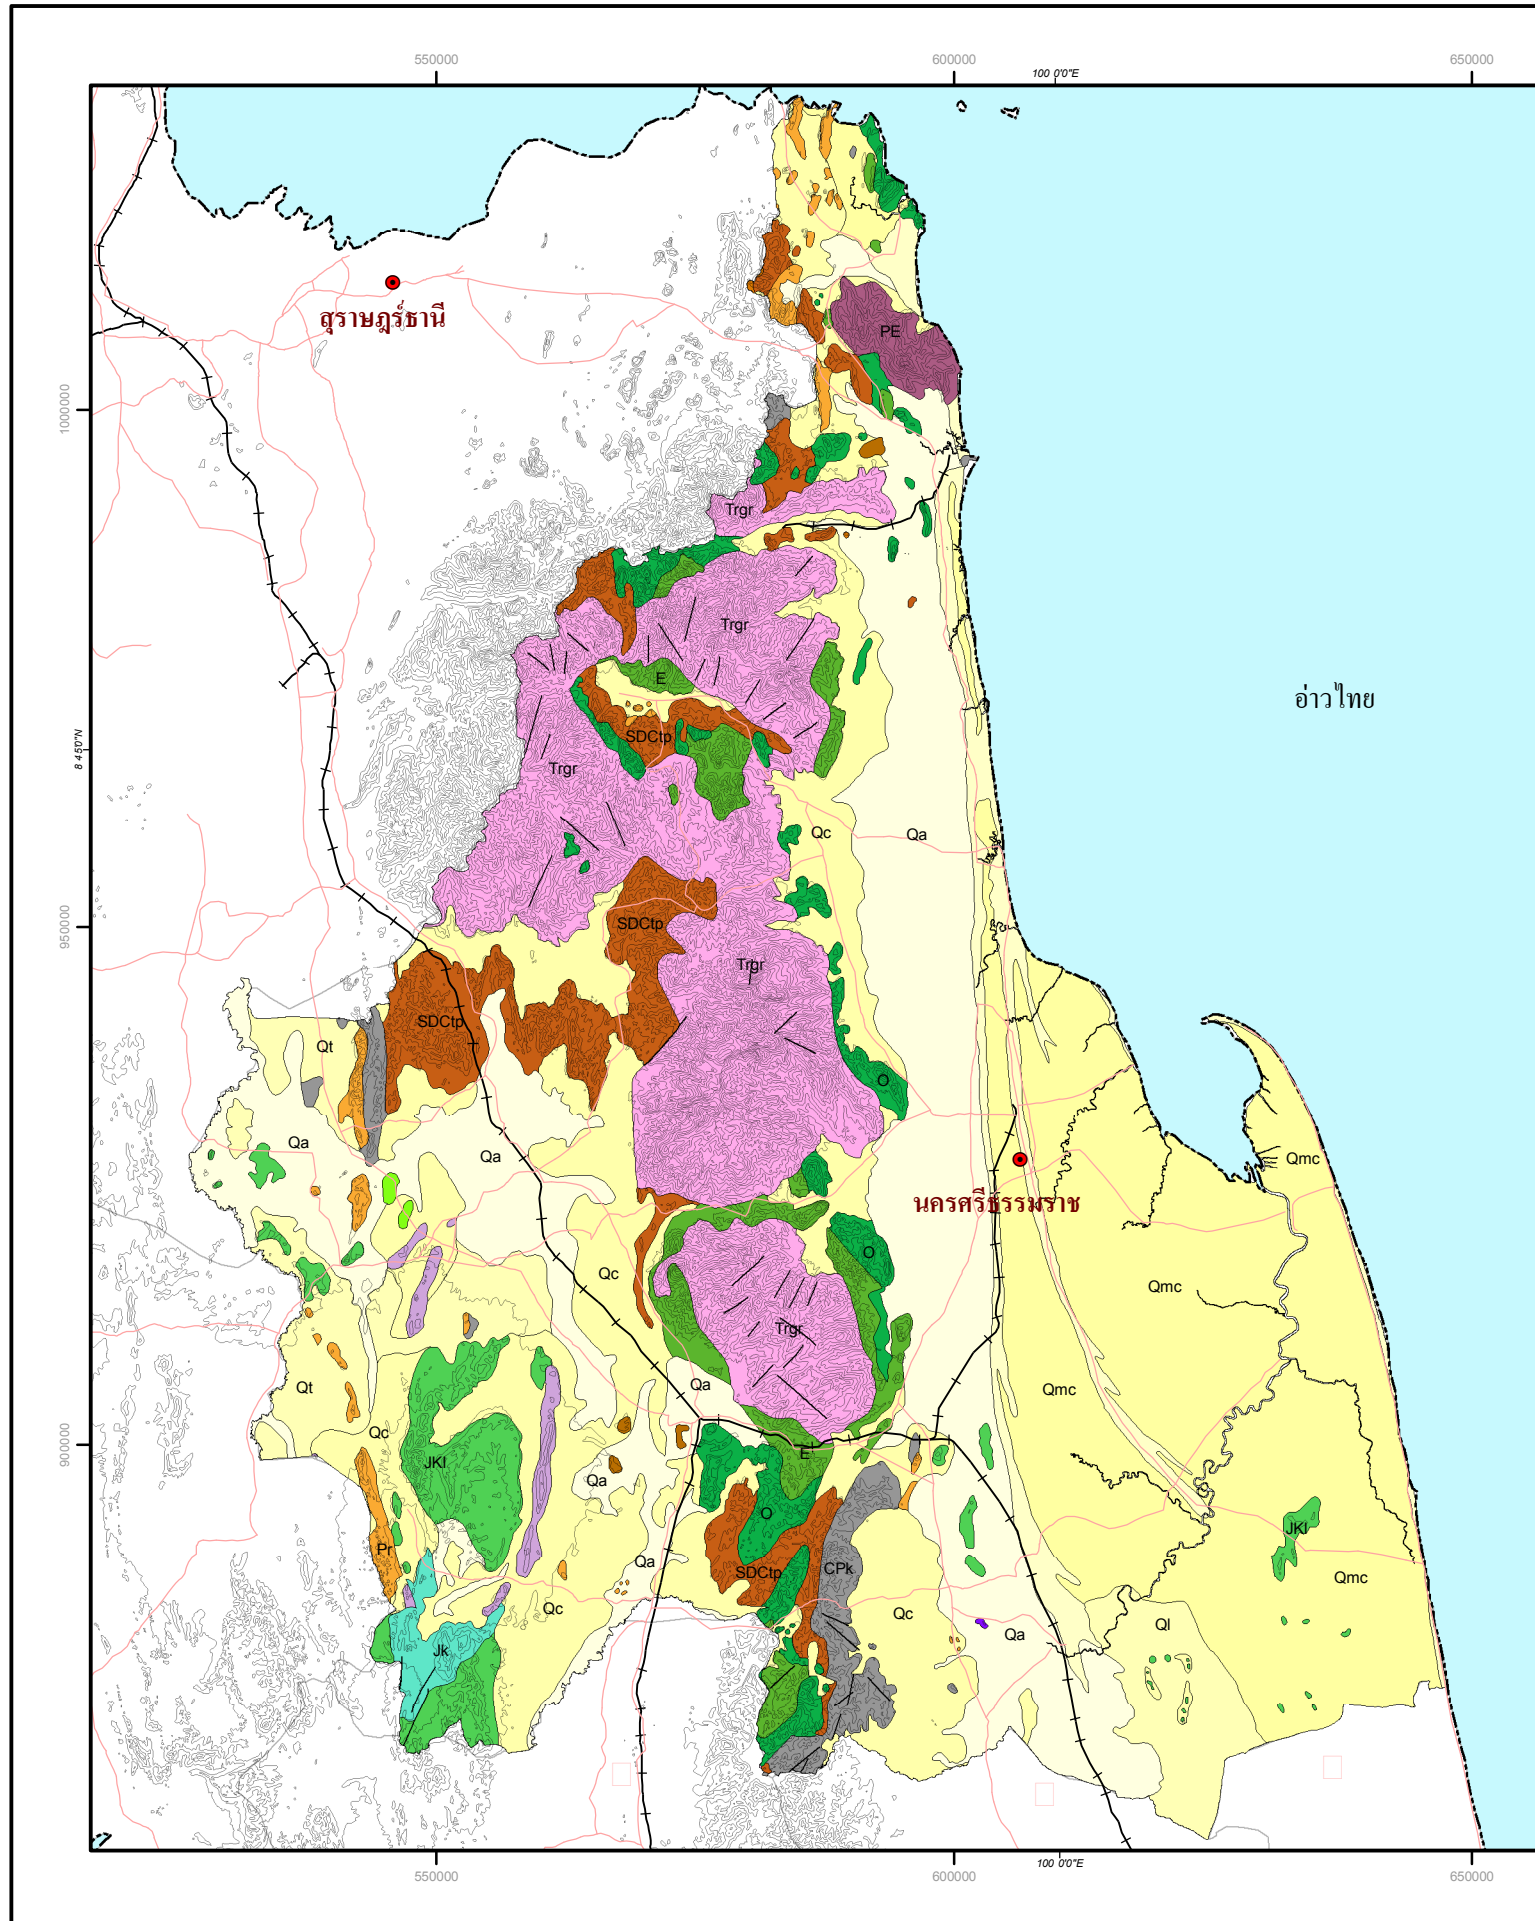 550000
600000
650000
100 0'0"E
สุราษฎร์ธานี
PE
1000000
Trgr
Trgr
E
อ่าวไทย
SDCtp
8 45'0"N
Trgr
Qc
Qa
950000
SDCtp
Trgr
SDCtp
Qt
O
Qa
Qa
Qmc
นครศรีธรรมราช
O
Qc
Qmc
Trgr
Qa
Qt
Qmc
Qc
900000
E
JKl
Qa
O
JKl
Pr
Qa
SDCtp
CPk
Qmc
Qc
Qc
Ql
Qa
Jk
100 0'0"E
550000
600000
650000